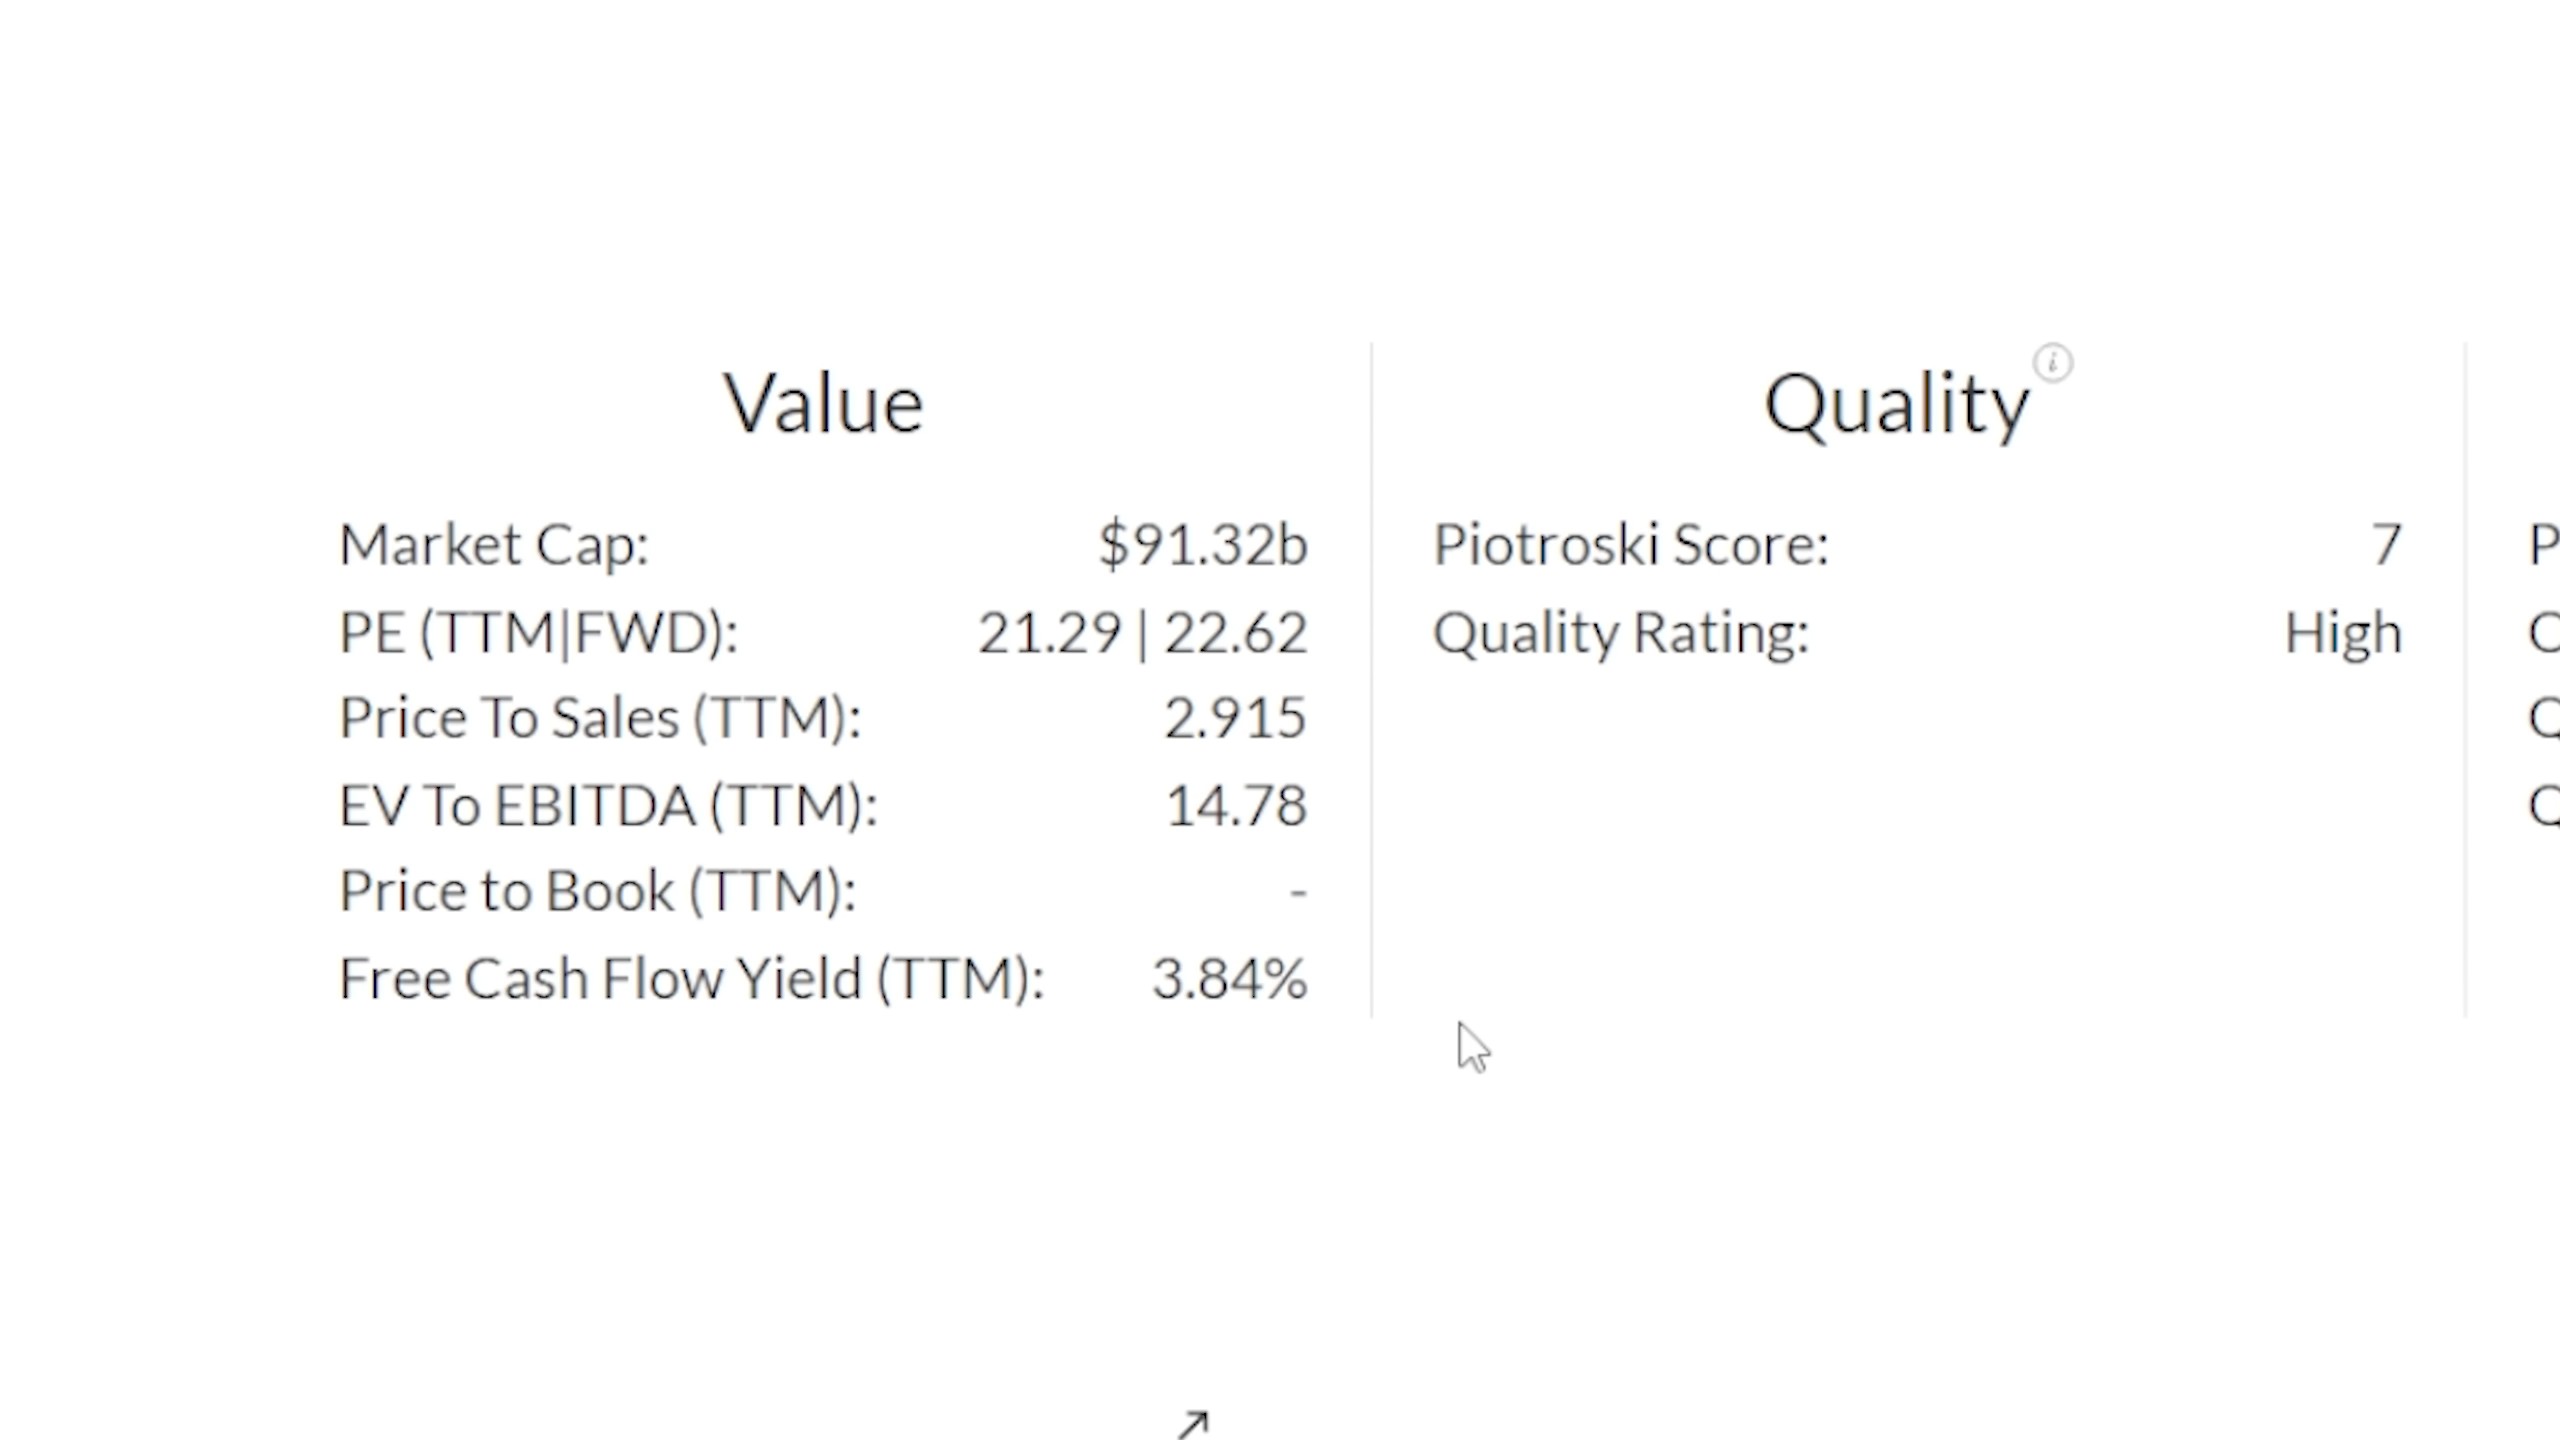 Value
Market Cap: $91.32b
PE (TTM|FWD): 21.29 | 22.62
Price To Sales (TTM): 2.915
EV To EBITDA (TTM): 14.78
Price to Book (TTM): -
Free Cash Flow Yield (TTM): 3.84%
Quality
Piotroski Score: 7
Quality Rating: High